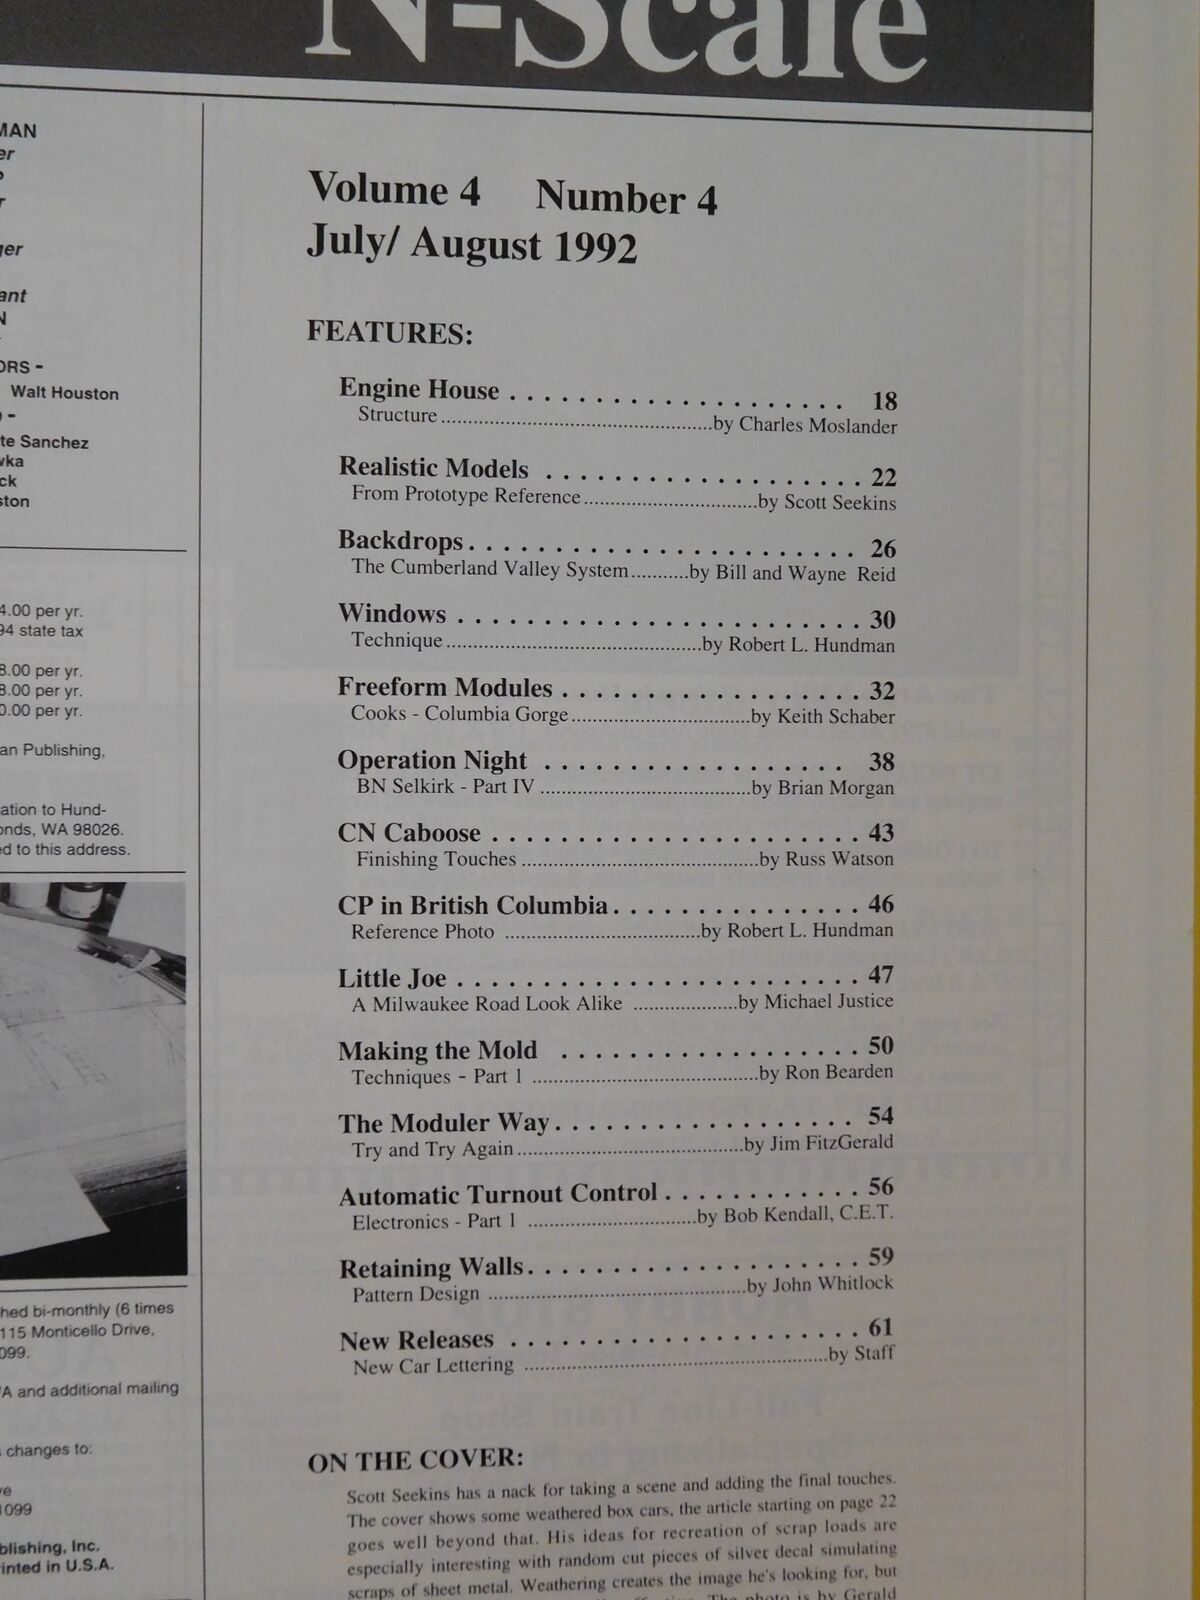 N-Scale
MAN
er
r
ger
ant
N
ORS -
Walt Houston
te Sanchez
wka
ck
ston
4.00 per yr.
94 state tax
8.00 per yr.
8.00 per yr.
0.00 per yr.
an Publishing,
ation to Hund-
onds, WA 98026.
ed to this address.
hed bi-monthly (6 times
115 Monticello Drive,
099.
A and additional mailing
changes to:
ve
1099
blishing, Inc.
rinted in U.S.A.
Volume 4 Number 4
July/ August 1992
FEATURES:
Engine House . . . . . . . . . . . . . . . . . . . 18
Structure..........................................by Charles Moslander
Realistic Models . . . . . . . . . . . . . . . . . . 22
From Prototype Reference............................by Scott Seekins
Backdrops. . . . . . . . . . . . . . . . . . . . . . 26
The Cumberland Valley System..........by Bill and Wayne Reid
Windows . . . . . . . . . . . . . . . . . . . . . . . 30
Technique..........................................by Robert L. Hundman
Freeform Modules . . . . . . . . . . . . . . . . . 32
Cooks - Columbia Gorge..............................by Keith Schaber
Operation Night . . . . . . . . . . . . . . . . . 38
BN Selkirk - Part IV...................................by Brian Morgan
CN Caboose . . . . . . . . . . . . . . . . . . . . . 43
Finishing Touches.......................................by Russ Watson
CP in British Columbia. . . . . . . . . . . . . . 46
Reference Photo ................................by Robert L. Hundman
Little Joe . . . . . . . . . . . . . . . . . . . . . . . 47
A Milwaukee Road Look Alike .................by Michael Justice
Making the Mold . . . . . . . . . . . . . . . . . 50
Techniques - Part 1 .....................................by Ron Bearden
The Moduler Way. . . . . . . . . . . . . . . . . 54
Try and Try Again.....................................by Jim FitzGerald
Automatic Turnout Control . . . . . . . . . . . 56
Electronics - Part 1 ............................by Bob Kendall, C.E.T.
Retaining Walls. . . . . . . . . . . . . . . . . . . 59
Pattern Design ..........................................by John Whitlock
New Releases . . . . . . . . . . . . . . . . . . . . 61
New Car Lettering ..................................................by Staff
ON THE COVER:
Scott Seekins has a nack for taking a scene and adding the final touches.
The cover shows some weathered box cars, the article starting on page 22
goes well beyond that. His ideas for recreation of scrap loads are
especially interesting with random cut pieces of silver decal simulating
scraps of sheet metal. Weathering creates the image he's looking for, but
The photo is by Gerald